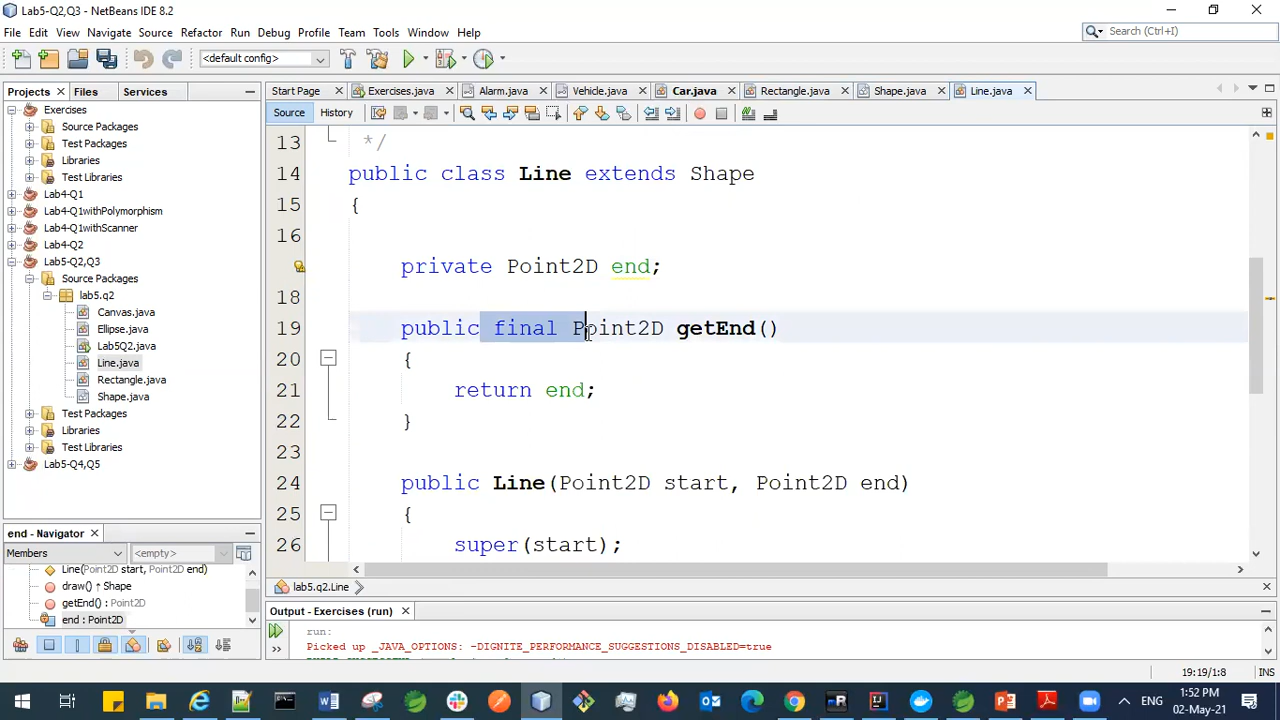 Lab5-Q2,Q3 - NetBeans IDE 8.2
File Edit View Navigate Source Refactor Run Debug Profile Team Tools Window Help
Search (Ctrl+I)
<default config>
Projects Files Services
Start Page Exercises.java Alarm.java Vehicle.java Car.java Rectangle.java Shape.java Line.java
Source History
Exercises
Source Packages
Test Packages
Libraries
Test Libraries
Lab4-Q1
Lab4-Q1withPolymorphism
Lab4-Q1withScanner
Lab4-Q2
Lab5-Q2,Q3
Source Packages
lab5.q2
Canvas.java
Ellipse.java
Lab5Q2.java
Line.java
Rectangle.java
Shape.java
Test Packages
Libraries
Test Libraries
Lab5-Q4,Q5
13 */
14 public class Line extends Shape
15 {
16
private Point2D end;
18
19 public final Point2D getEnd()
20 {
21 return end;
22 }
23
24 public Line(Point2D start, Point2D end)
25 {
26 super(start);
end - Navigator
Members <empty>
Line(Point2D start, Point2D end)
draw() ↑ Shape
getEnd() : Point2D
end : Point2D
lab5.q2.Line
Output - Exercises (run)
run:
Picked up _JAVA_OPTIONS: -DIGNITE_PERFORMANCE_SUGGESTIONS_DISABLED=true
19:19/1:8 INS
ENG
1:52 PM
02-May-21